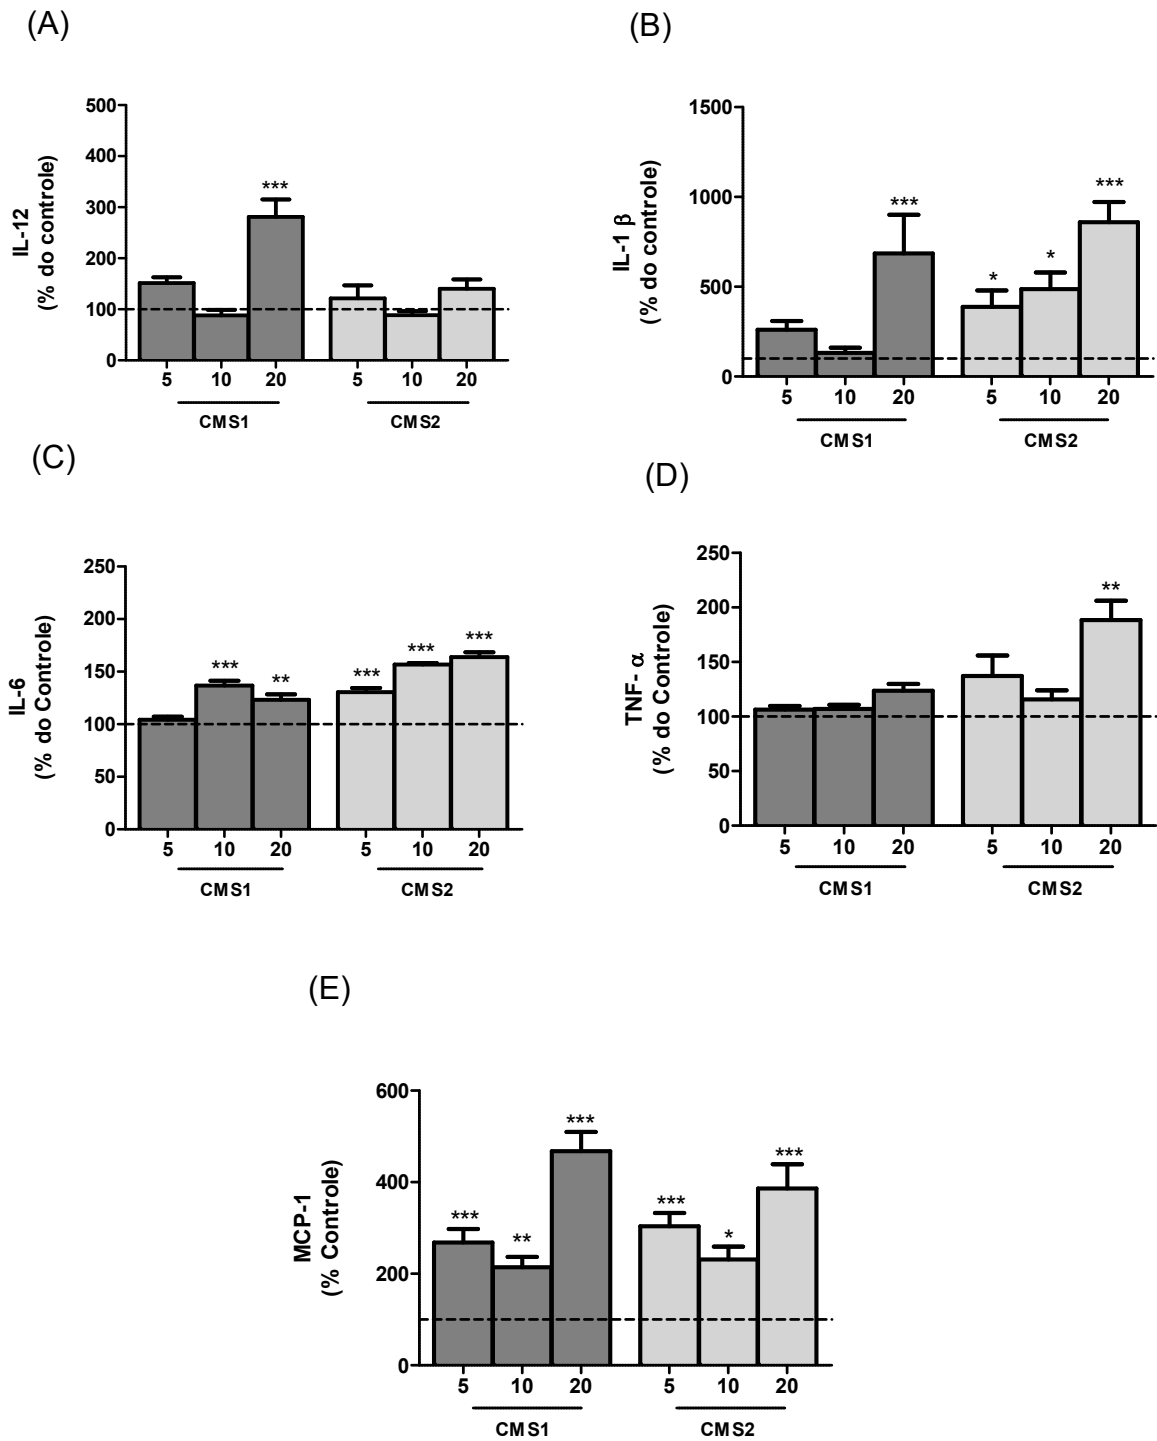 (A)
IL-12
(% do controle)
500
400
300
200
100
0
***
5 10 20 5 10 20
CMS1 CMS2
(B)
IL-1 β
(% do controle)
1500
1000
500
0
***
*
*
***
5 10 20 5 10 20
CMS1 CMS2
(C)
IL-6
(% do Controle)
250
200
150
100
50
0
***
**
***
***
***
5 10 20 5 10 20
CMS1 CMS2
(D)
TNF- α
(% do Controle)
250
200
150
100
50
0
**
5 10 20 5 10 20
CMS1 CMS2
(E)
MCP-1
(% Controle)
600
400
200
0
***
**
***
***
*
***
5 10 20 5 10 20
CMS1 CMS2